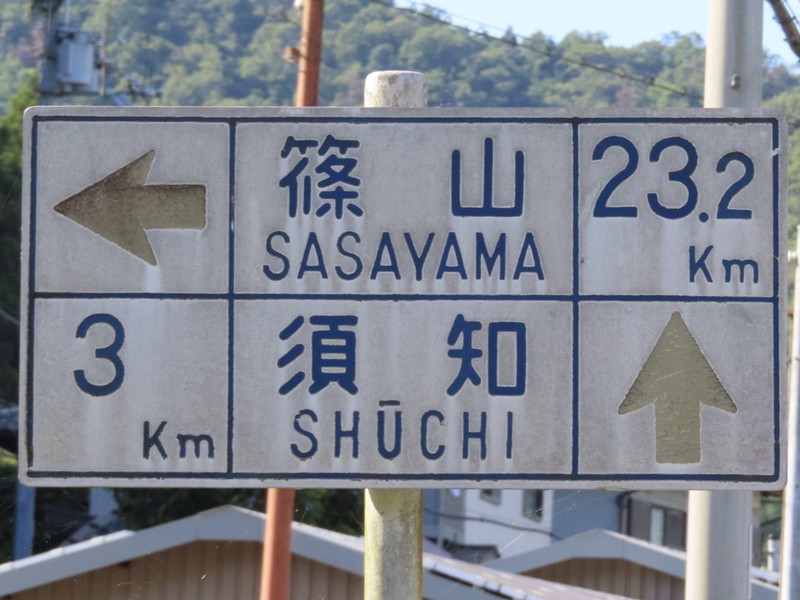 篠山 23.2
SASAYAMA Km
3 須知
Km SHŪCHI